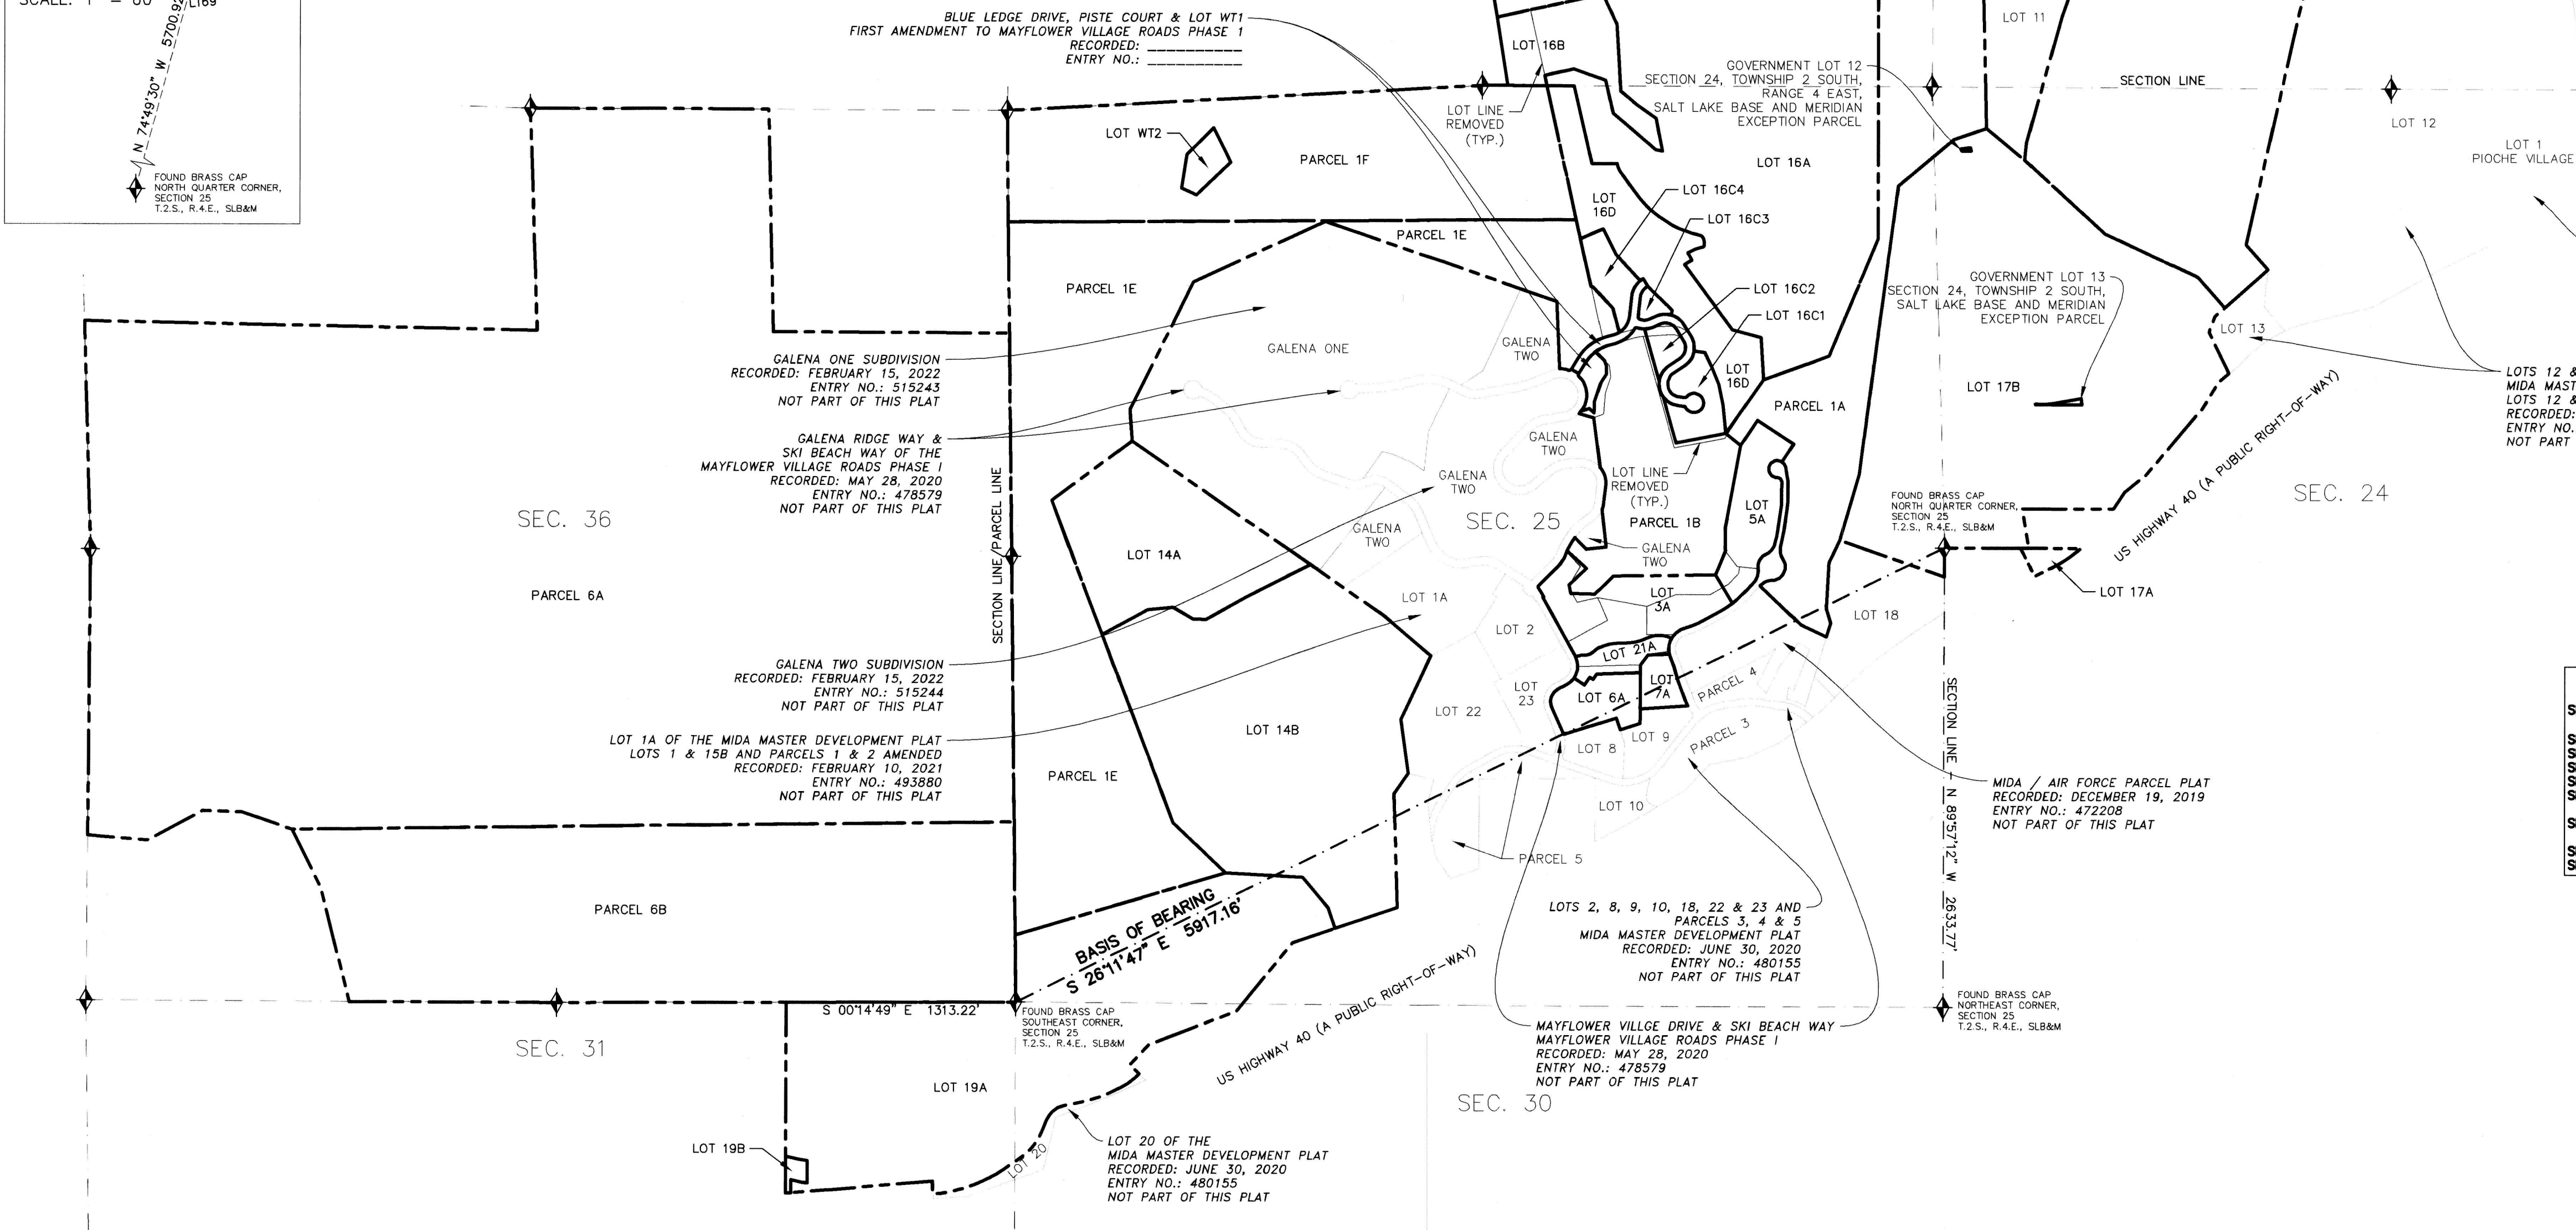 L169
N 74°49'30" W 5700.92
FOUND BRASS CAP
NORTH QUARTER CORNER,
SECTION 25
T.2.S., R.4.E., SLB&M
BLUE LEDGE DRIVE, PISTE COURT & LOT WT1
FIRST AMENDMENT TO MAYFLOWER VILLAGE ROADS PHASE 1
RECORDED: __________
ENTRY NO.: __________
LOT 16B
LOT LINE
REMOVED
(TYP.)
GOVERNMENT LOT 12
SECTION 24, TOWNSHIP 2 SOUTH,
RANGE 4 EAST,
SALT LAKE BASE AND MERIDIAN
EXCEPTION PARCEL
LOT 11
SECTION LINE
LOT 12
LOT 1
PIOCHE VILLAGE
LOT WT2
PARCEL 1F
LOT 16A
LOT
16D
LOT 16C4
LOT 16C3
PARCEL 1E
PARCEL 1E
LOT 16C2
LOT 16C1
GOVERNMENT LOT 13
SECTION 24, TOWNSHIP 2 SOUTH,
SALT LAKE BASE AND MERIDIAN
EXCEPTION PARCEL
LOT 13
GALENA ONE SUBDIVISION
RECORDED: FEBRUARY 15, 2022
ENTRY NO.: 515243
NOT PART OF THIS PLAT
GALENA ONE
GALENA
TWO
LOT
16D
PARCEL 1A
LOT 17B
LOTS 12 &
MIDA MAST
LOTS 12 &
RECORDED:
ENTRY NO.
NOT PART
US HIGHWAY 40 (A PUBLIC RIGHT-OF-WAY)
GALENA RIDGE WAY &
SKI BEACH WAY OF THE
MAYFLOWER VILLAGE ROADS PHASE I
RECORDED: MAY 28, 2020
ENTRY NO.: 478579
NOT PART OF THIS PLAT
GALENA
TWO
GALENA
TWO
LOT LINE
REMOVED
(TYP.)
LOT
5A
FOUND BRASS CAP
NORTH QUARTER CORNER,
SECTION 25
T.2.S., R.4.E., SLB&M
SEC. 24
SEC. 36
SECTION LINE/PARCEL LINE
GALENA
TWO
SEC. 25
PARCEL 1B
GALENA
TWO
LOT 14A
PARCEL 6A
LOT 1A
LOT
3A
LOT 17A
LOT 18
LOT 2
LOT 21A
GALENA TWO SUBDIVISION
RECORDED: FEBRUARY 15, 2022
ENTRY NO.: 515244
NOT PART OF THIS PLAT
LOT
23
LOT 6A
LOT
7A
PARCEL 4
SECTION LINE - N 89°57'12" W 2633.77'
LOT 22
LOT 14B
LOT 1A OF THE MIDA MASTER DEVELOPMENT PLAT
LOTS 1 & 15B AND PARCELS 1 & 2 AMENDED
RECORDED: FEBRUARY 10, 2021
ENTRY NO.: 493880
NOT PART OF THIS PLAT
LOT 8
LOT 9
PARCEL 3
PARCEL 1E
LOT 10
MIDA / AIR FORCE PARCEL PLAT
RECORDED: DECEMBER 19, 2019
ENTRY NO.: 472208
NOT PART OF THIS PLAT
PARCEL 5
PARCEL 6B
BASIS OF BEARING
S 26°11'47" E 5917.16'
LOTS 2, 8, 9, 10, 18, 22 & 23 AND
PARCELS 3, 4 & 5
MIDA MASTER DEVELOPMENT PLAT
RECORDED: JUNE 30, 2020
ENTRY NO.: 480155
NOT PART OF THIS PLAT
US HIGHWAY 40 (A PUBLIC RIGHT-OF-WAY)
S 00°14'49" E 1313.22'
FOUND BRASS CAP
SOUTHEAST CORNER,
SECTION 25
T.2.S., R.4.E., SLB&M
FOUND BRASS CAP
NORTHEAST CORNER,
SECTION 25
T.2.S., R.4.E., SLB&M
SEC. 31
MAYFLOWER VILLGE DRIVE & SKI BEACH WAY
MAYFLOWER VILLAGE ROADS PHASE I
RECORDED: MAY 28, 2020
ENTRY NO.: 478579
NOT PART OF THIS PLAT
LOT 19A
SEC. 30
LOT 19B
LOT 20
LOT 20 OF THE
MIDA MASTER DEVELOPMENT PLAT
RECORDED: JUNE 30, 2020
ENTRY NO.: 480155
NOT PART OF THIS PLAT